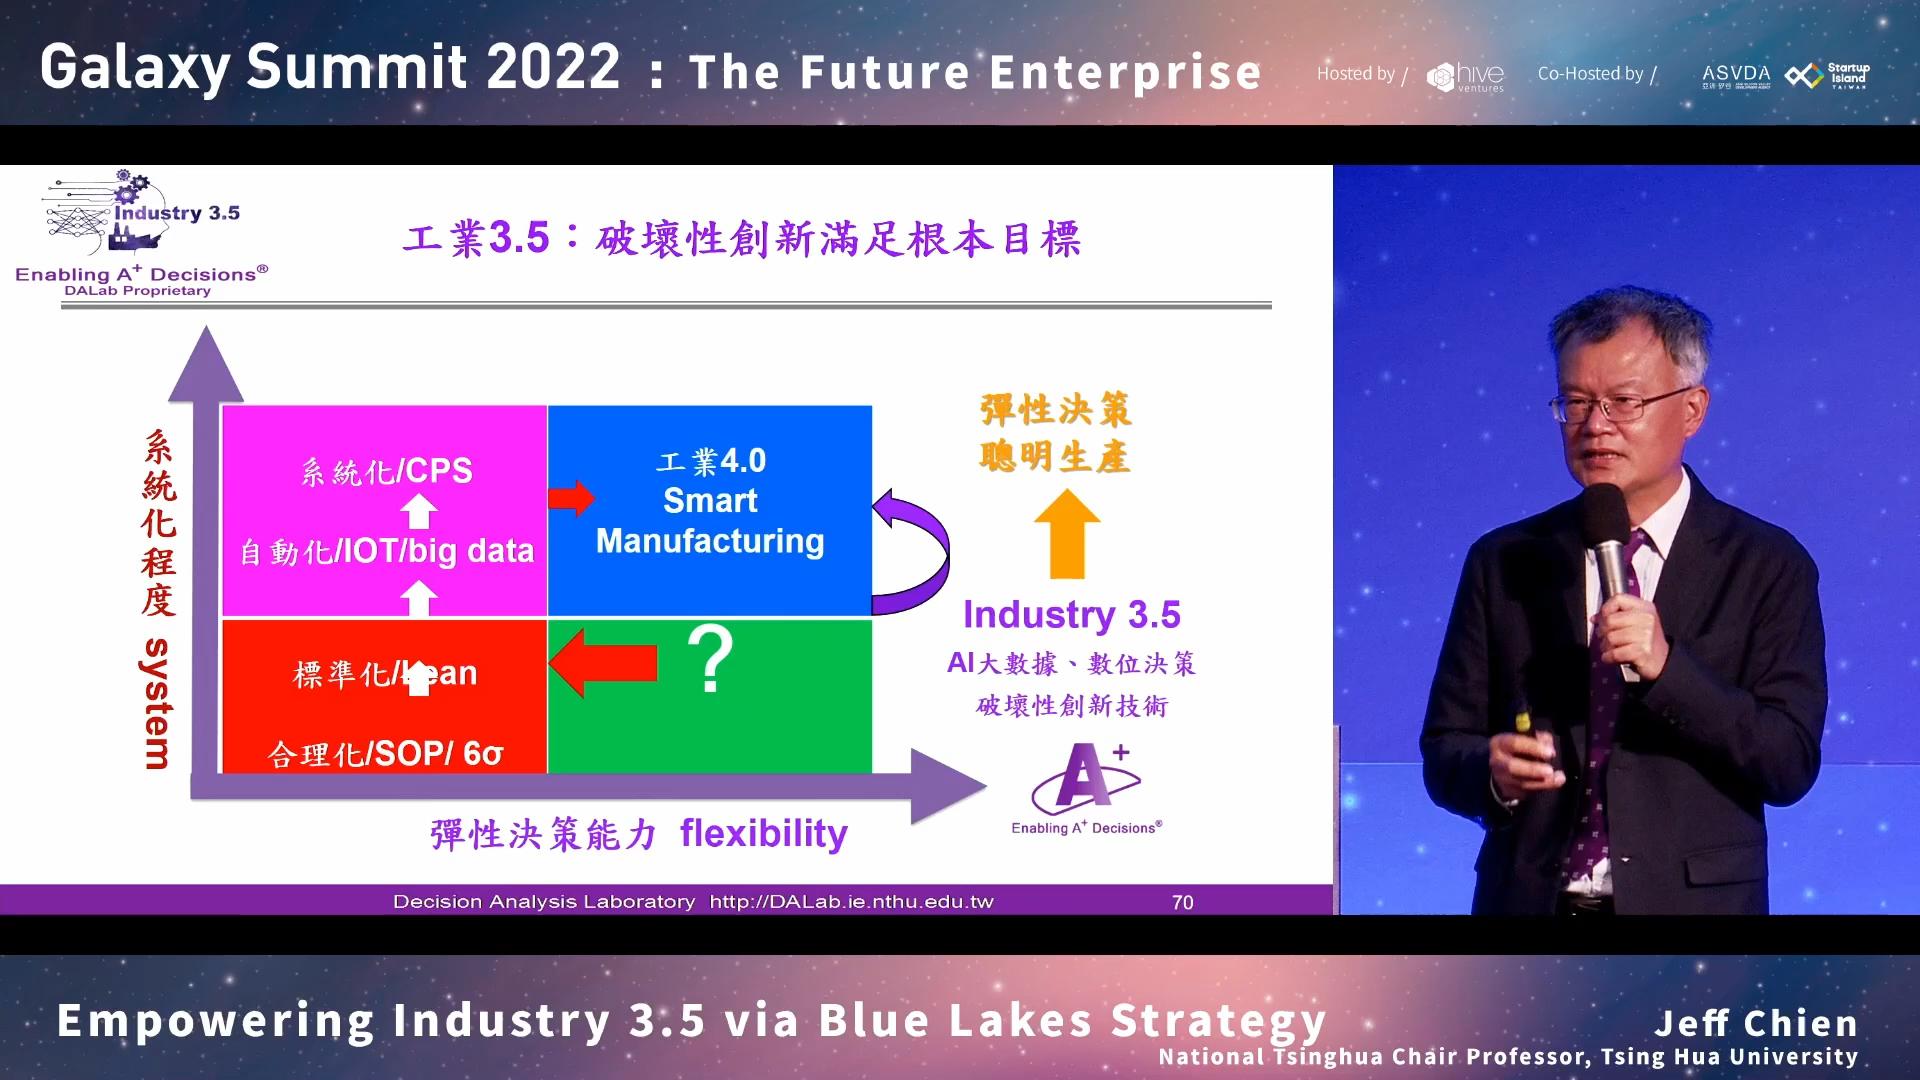 Galaxy Summit 2022 : The Future Enterprise
Hosted by /
hive
ventures
Co-Hosted by /
ASVDA
Startup
Island
TAIWAN
Industry 3.5
Enabling A+ Decisions®
DALab Proprietary
工業3.5：破壞性創新滿足根本目標
系統化程度 system
系統化/CPS
自動化/IOT/big data
標準化/Lean
合理化/SOP/ 6σ
工業4.0
Smart
Manufacturing
?
彈性決策
聰明生產
Industry 3.5
AI大數據、數位決策
破壞性創新技術
A+
Enabling A+ Decisions®
彈性決策能力 flexibility
Decision Analysis Laboratory http://DALab.ie.nthu.edu.tw
70
Empowering Industry 3.5 via Blue Lakes Strategy
Jeff Chien
National Tsinghua Chair Professor, Tsing Hua University